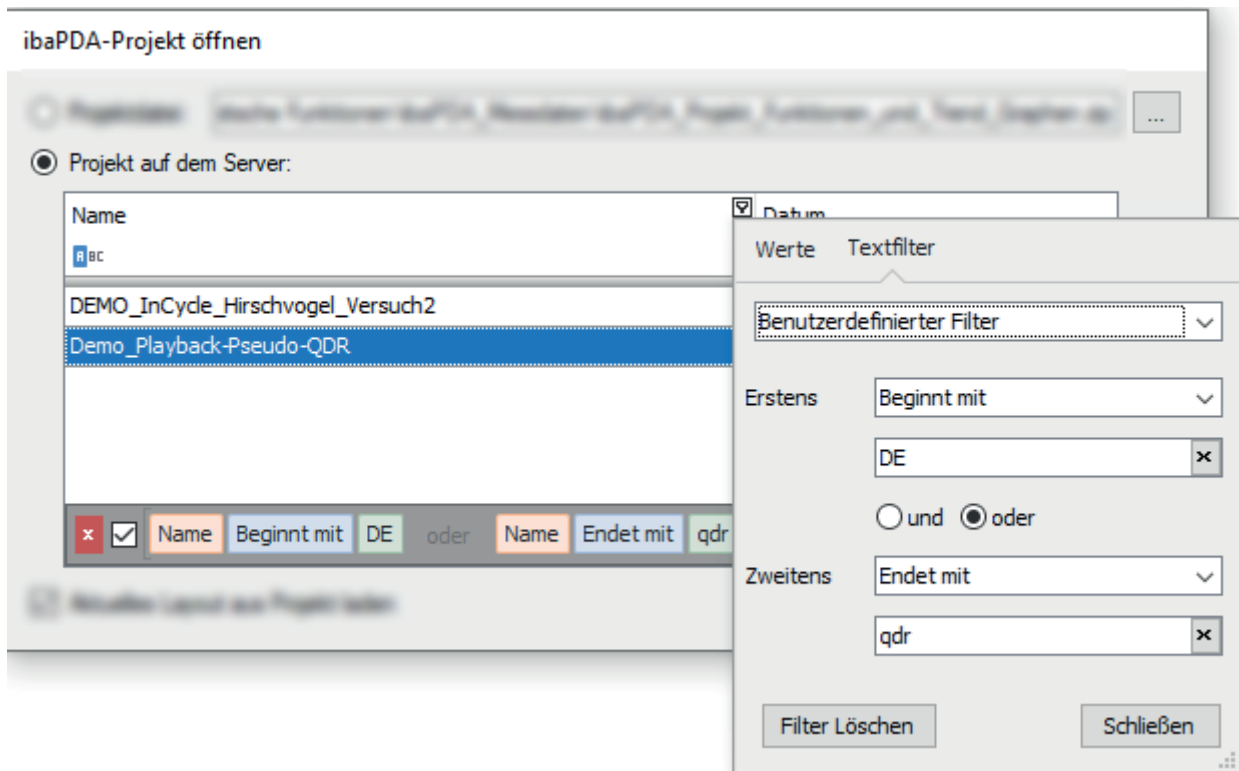 ibaPDA-Projekt öffnen
...
Projekt auf dem Server:
Name
Datum
ABC
DEMO_InCycle_Hirschvogel_Versuch2
Demo_Playback-Pseudo-QDR
x Name Beginnt mit DE oder Name Endet mit qdr
Werte Textfilter
Benutzerdefinierter Filter
Erstens Beginnt mit
DE
und oder
Zweitens Endet mit
qdr
Filter Löschen Schließen